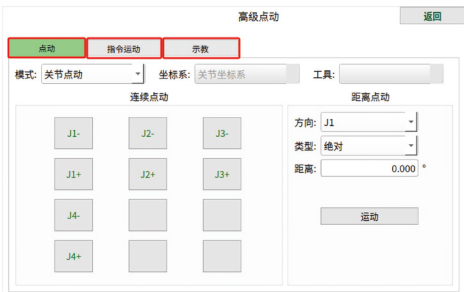 高级点动
返回
点动
指令运动
示教
模式: 关节点动
坐标系: 关节坐标系
工具:
连续点动
距离点动
J1-
J2-
J3-
方向: J1
类型: 绝对
J1+
J2+
J3+
距离: 0.000 °
J4-
运动
J4+